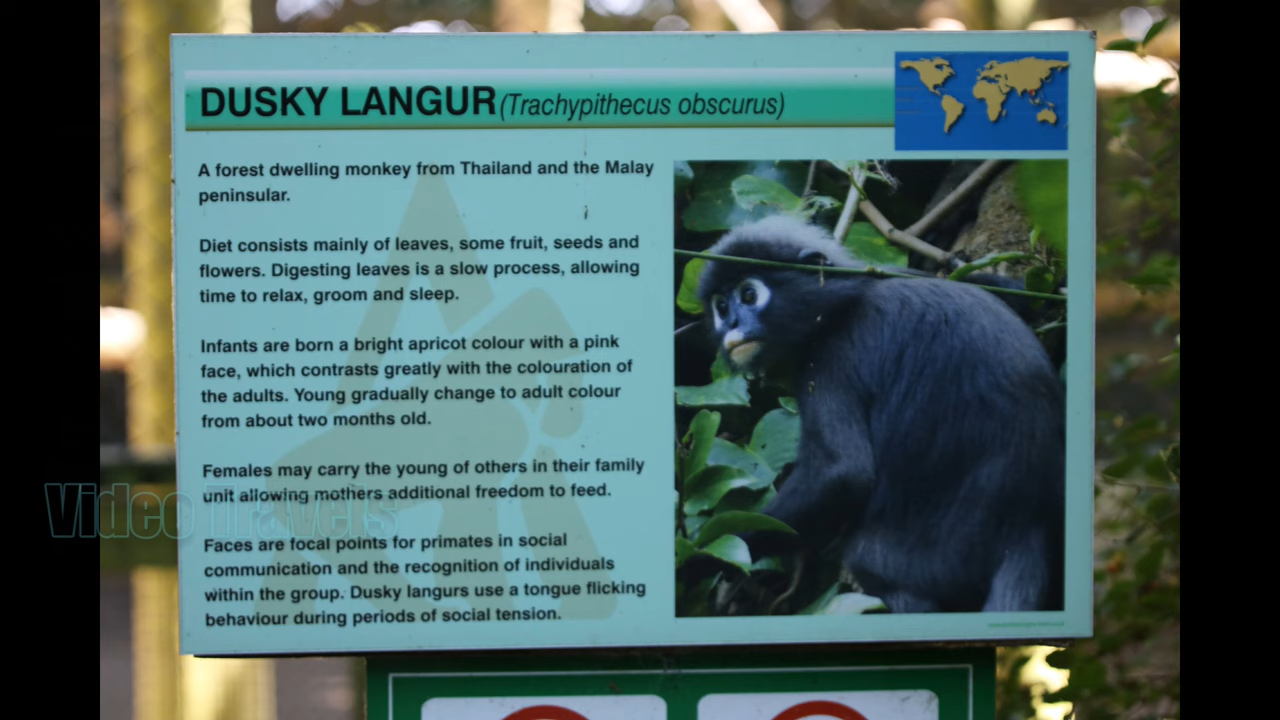 DUSKY LANGUR (Trachypithecus obscurus)
A forest dwelling monkey from Thailand and the Malay
peninsular.
Diet consists mainly of leaves, some fruit, seeds and
flowers. Digesting leaves is a slow process, allowing
time to relax, groom and sleep.
Infants are born a bright apricot colour with a pink
face, which contrasts greatly with the colouration of
the adults. Young gradually change to adult colour
from about two months old.
Females may carry the young of others in their family
unit allowing mothers additional freedom to feed.
Video Travels
Faces are focal points for primates in social
communication and the recognition of individuals
within the group. Dusky langurs use a tongue flicking
behaviour during periods of social tension.